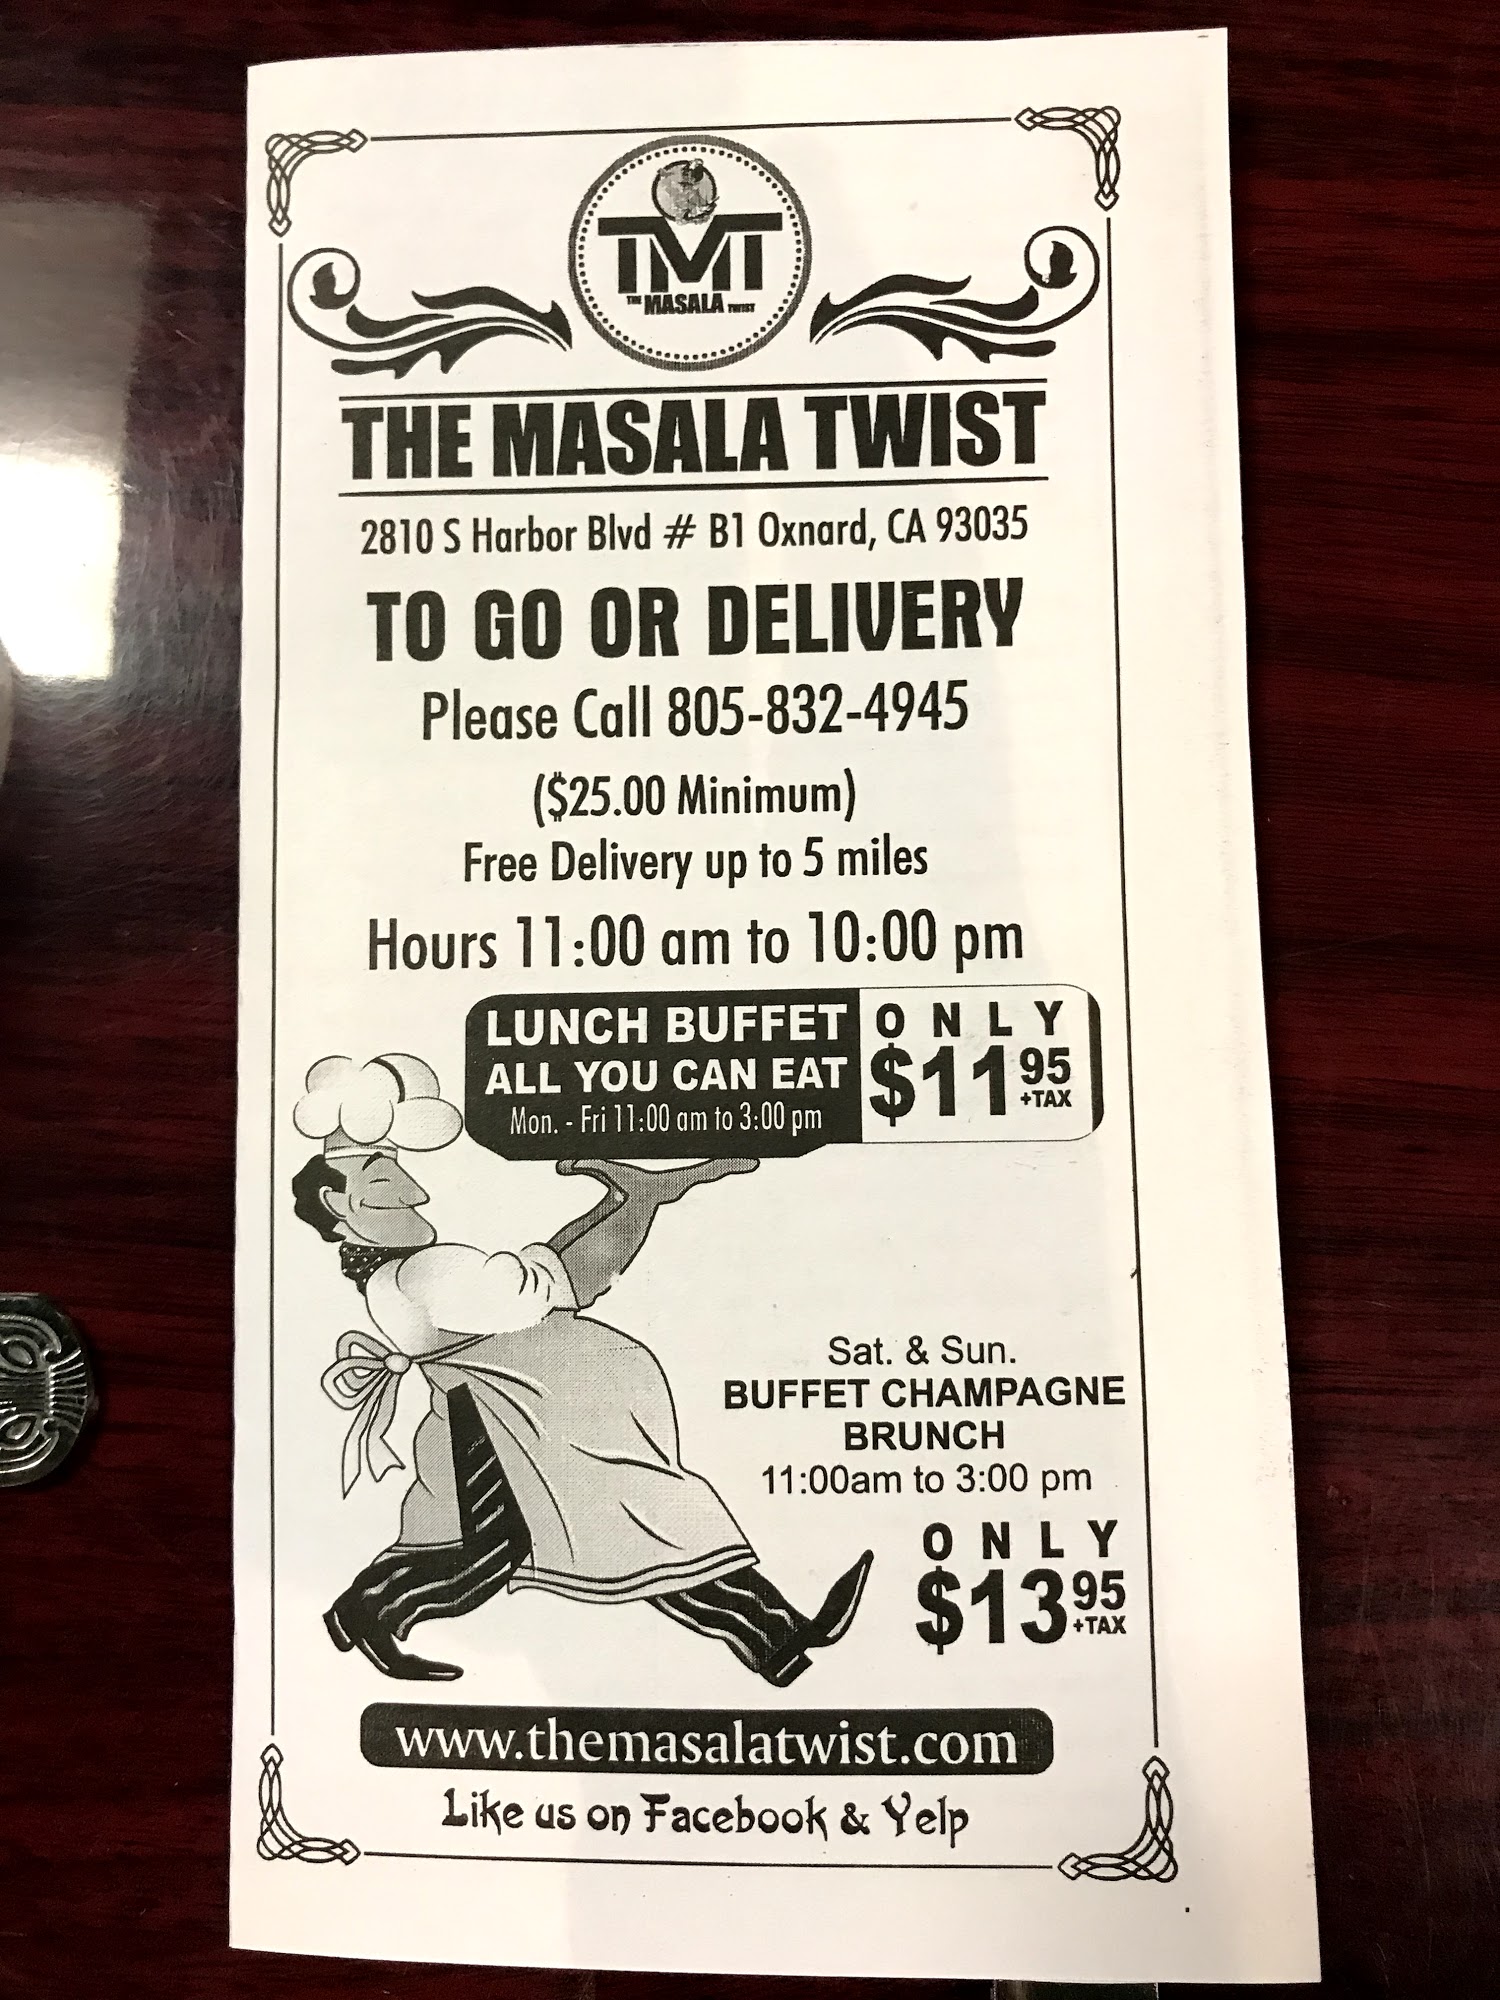 TMT
THE MASALA TWIST
THE MASALA TWIST
2810 S Harbor Blvd # B1 Oxnard, CA 93035
TO GO OR DELIVERY
Please Call 805-832-4945
($25.00 Minimum)
Free Delivery up to 5 miles
Hours 11:00 am to 10:00 pm
LUNCH BUFFET
ALL YOU CAN EAT
Mon. - Fri 11:00 am to 3:00 pm
ONLY
$11 95
+TAX
Sat. & Sun.
BUFFET CHAMPAGNE
BRUNCH
11:00am to 3:00 pm
ONLY
$13 95
+TAX
www.themasalatwist.com
Like us on Facebook & Yelp